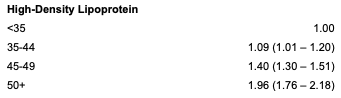 High-Density Lipoprotein
<35 1.00
35-44 1.09 (1.01 – 1.20)
45-49 1.40 (1.30 – 1.51)
50+ 1.96 (1.76 – 2.18)